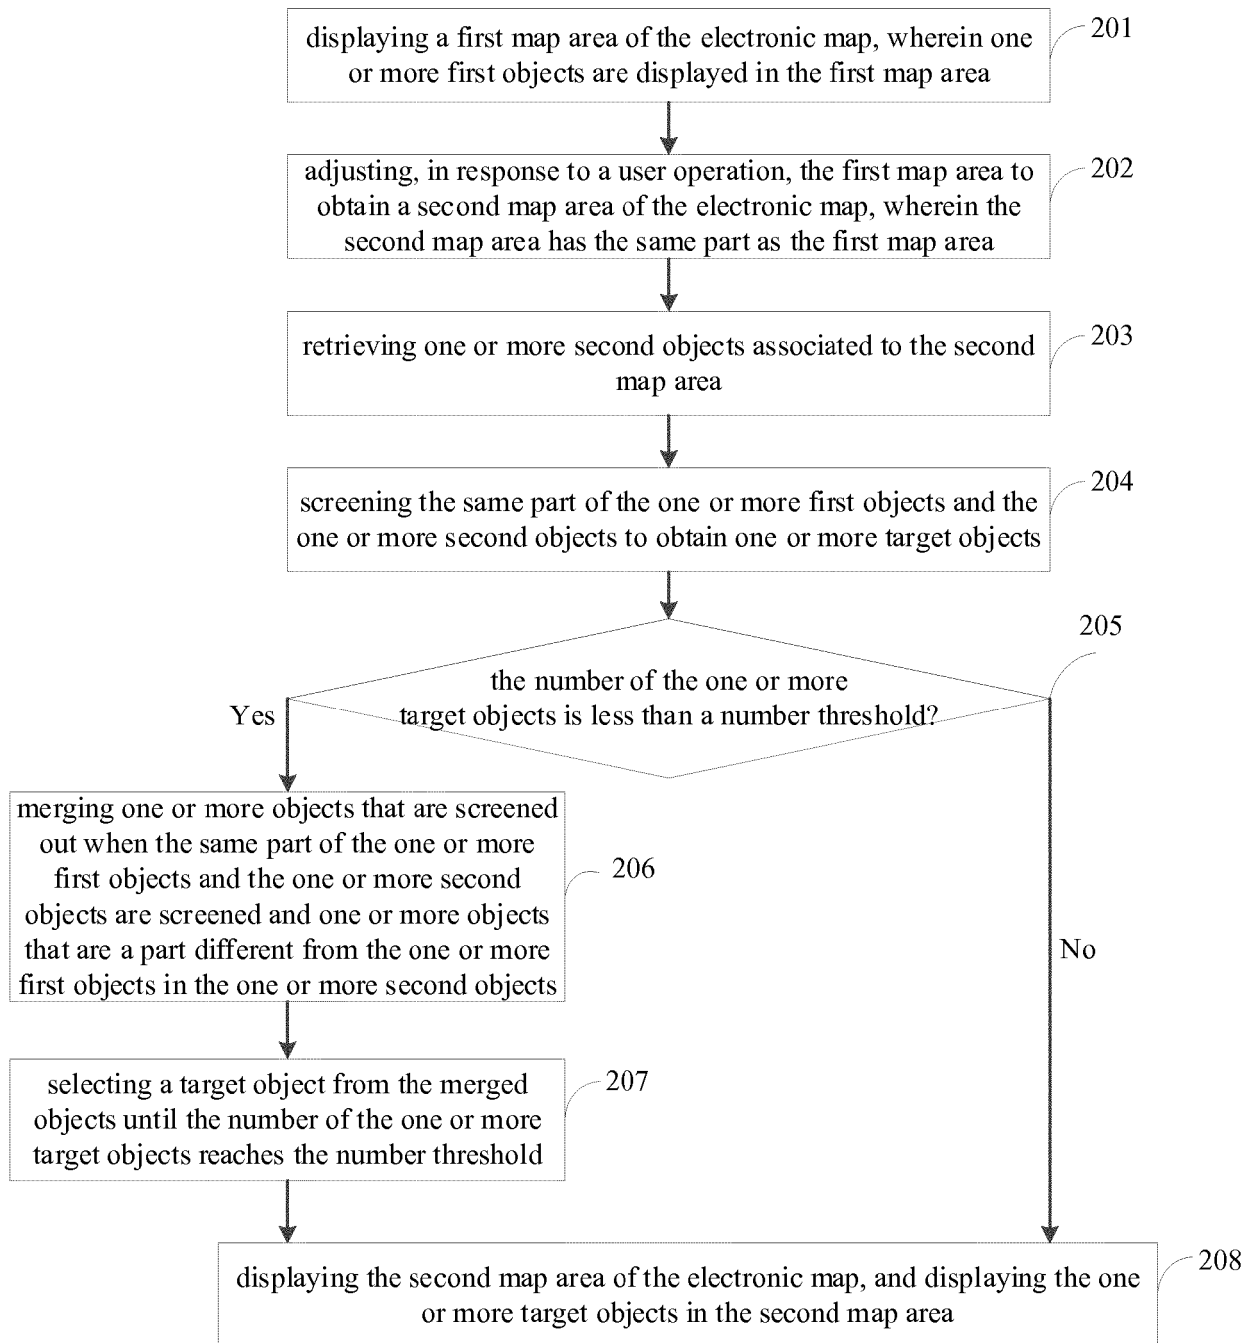 displaying a first map area of the electronic map, wherein one
or more first objects are displayed in the first map area
201
adjusting, in response to a user operation, the first map area to
obtain a second map area of the electronic map, wherein the
second map area has the same part as the first map area
202
retrieving one or more second objects associated to the second
map area
203
screening the same part of the one or more first objects and the
one or more second objects to obtain one or more target objects
204
the number of the one or more
target objects is less than a number threshold?
205
Yes
merging one or more objects that are screened
out when the same part of the one or more
first objects and the one or more second
objects are screened and one or more objects
that are a part different from the one or more
first objects in the one or more second objects
206
No
selecting a target object from the merged
objects until the number of the one or more
target objects reaches the number threshold
207
displaying the second map area of the electronic map, and displaying the one
or more target objects in the second map area
208